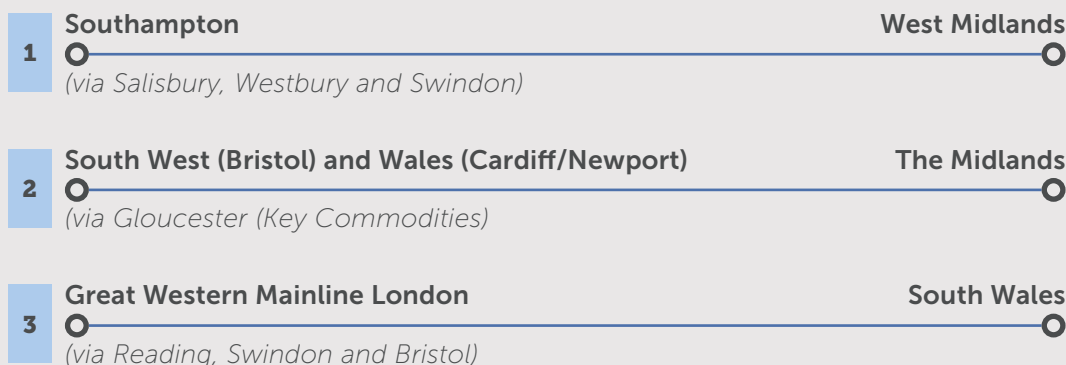 Southampton West Midlands
1
(via Salisbury, Westbury and Swindon)
South West (Bristol) and Wales (Cardiff/Newport) The Midlands
2
(via Gloucester (Key Commodities)
Great Western Mainline London South Wales
3
(via Reading, Swindon and Bristol)